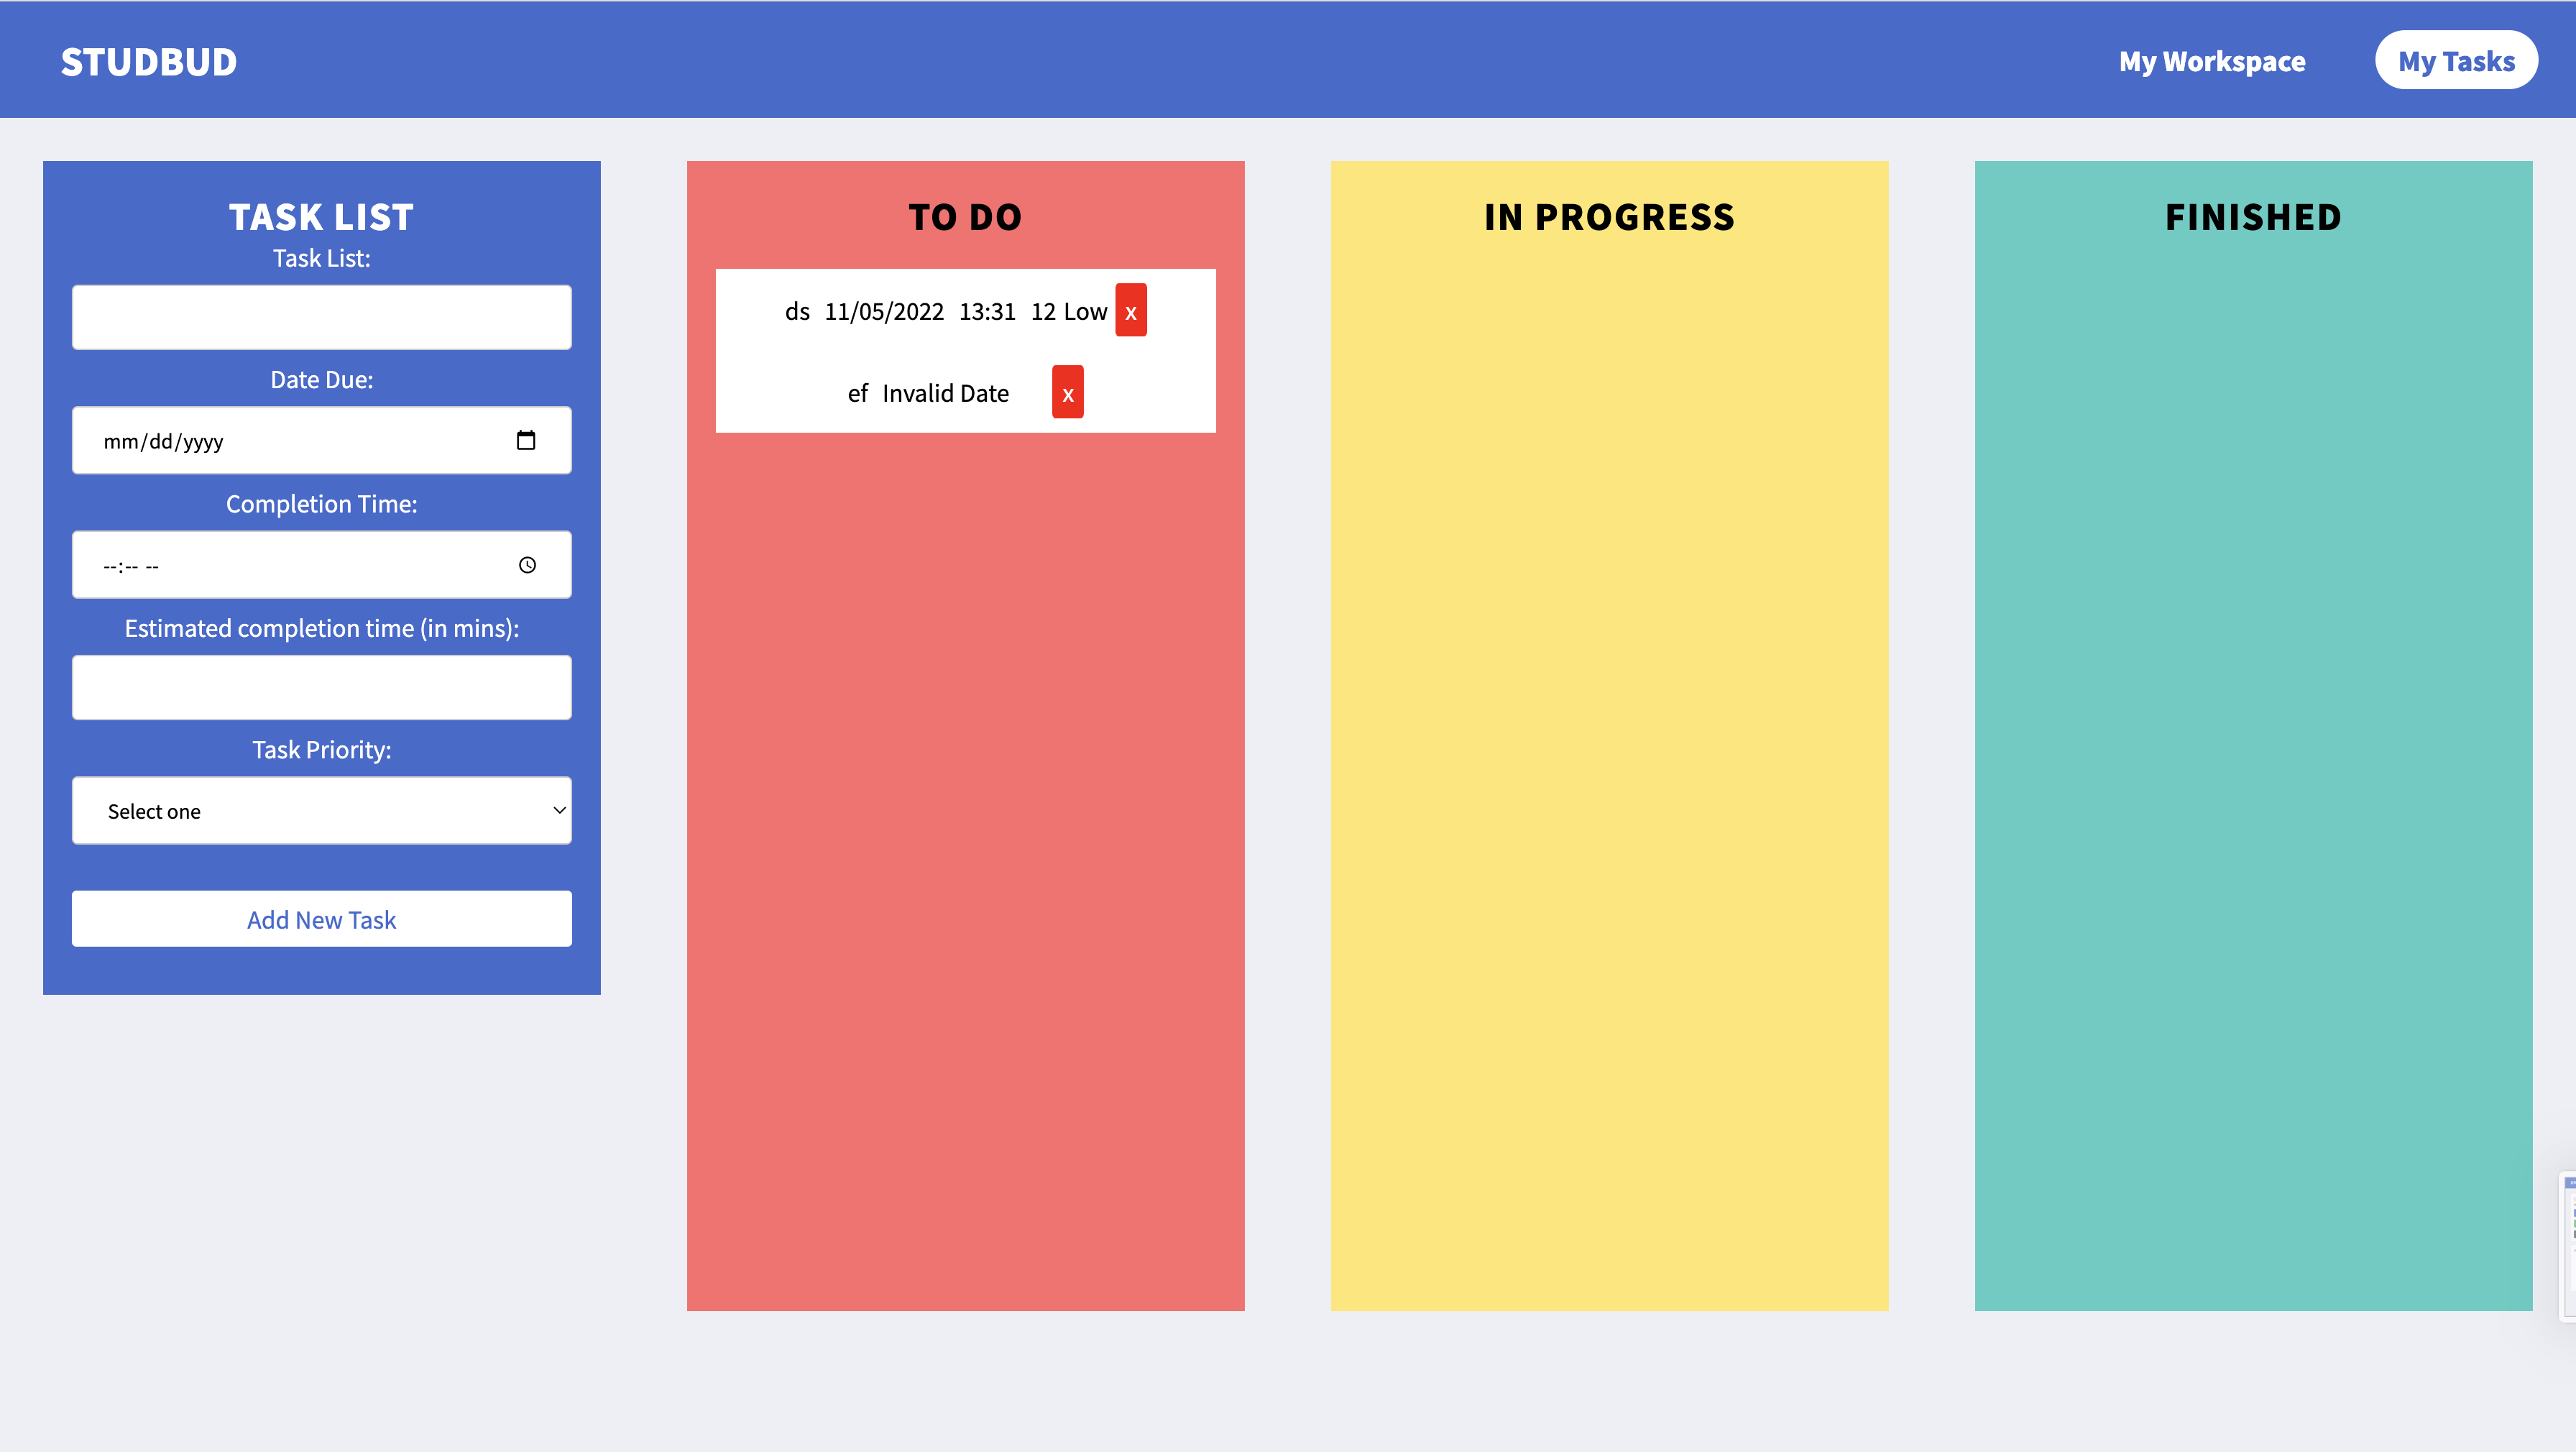 STUDBUD
My Workspace
My Tasks
TASK LIST
Task List:
Date Due:
mm/dd/yyyy
Completion Time:
--:-- --
Estimated completion time (in mins):
Task Priority:
Select one
Add New Task
TO DO
ds 11/05/2022 13:31 12 Low x
ef Invalid Date x
IN PROGRESS
FINISHED